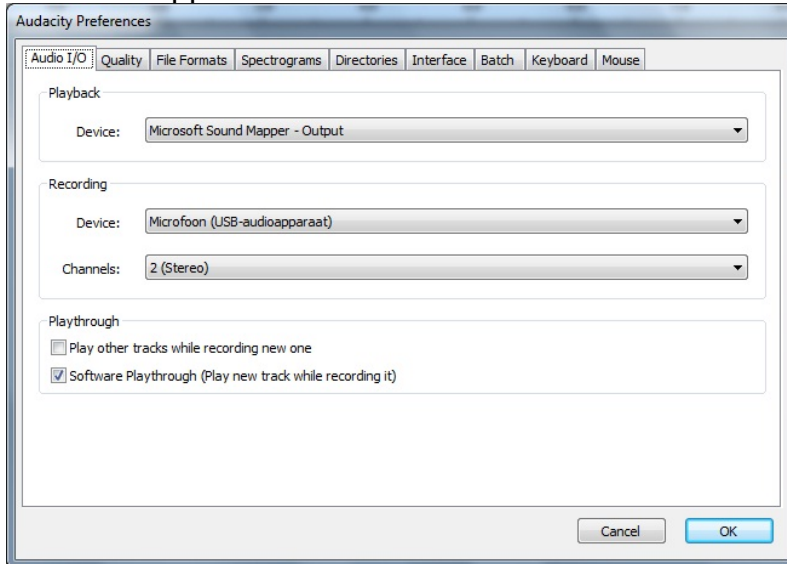 Audacity Preferences
Audio I/O Quality File Formats Spectrograms Directories Interface Batch Keyboard Mouse
Playback
Device: Microsoft Sound Mapper - Output
Recording
Device: Microfoon (USB-audioapparaat)
Channels: 2 (Stereo)
Playthrough
Play other tracks while recording new one
Software Playthrough (Play new track while recording it)
Cancel OK